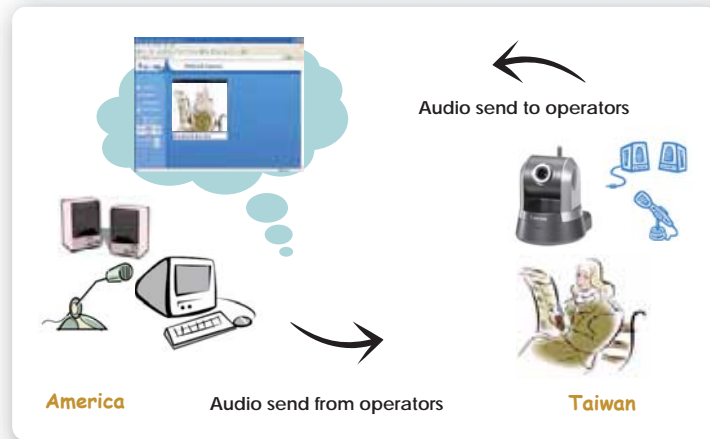 Audio send to operators
America
Audio send from operators
Taiwan